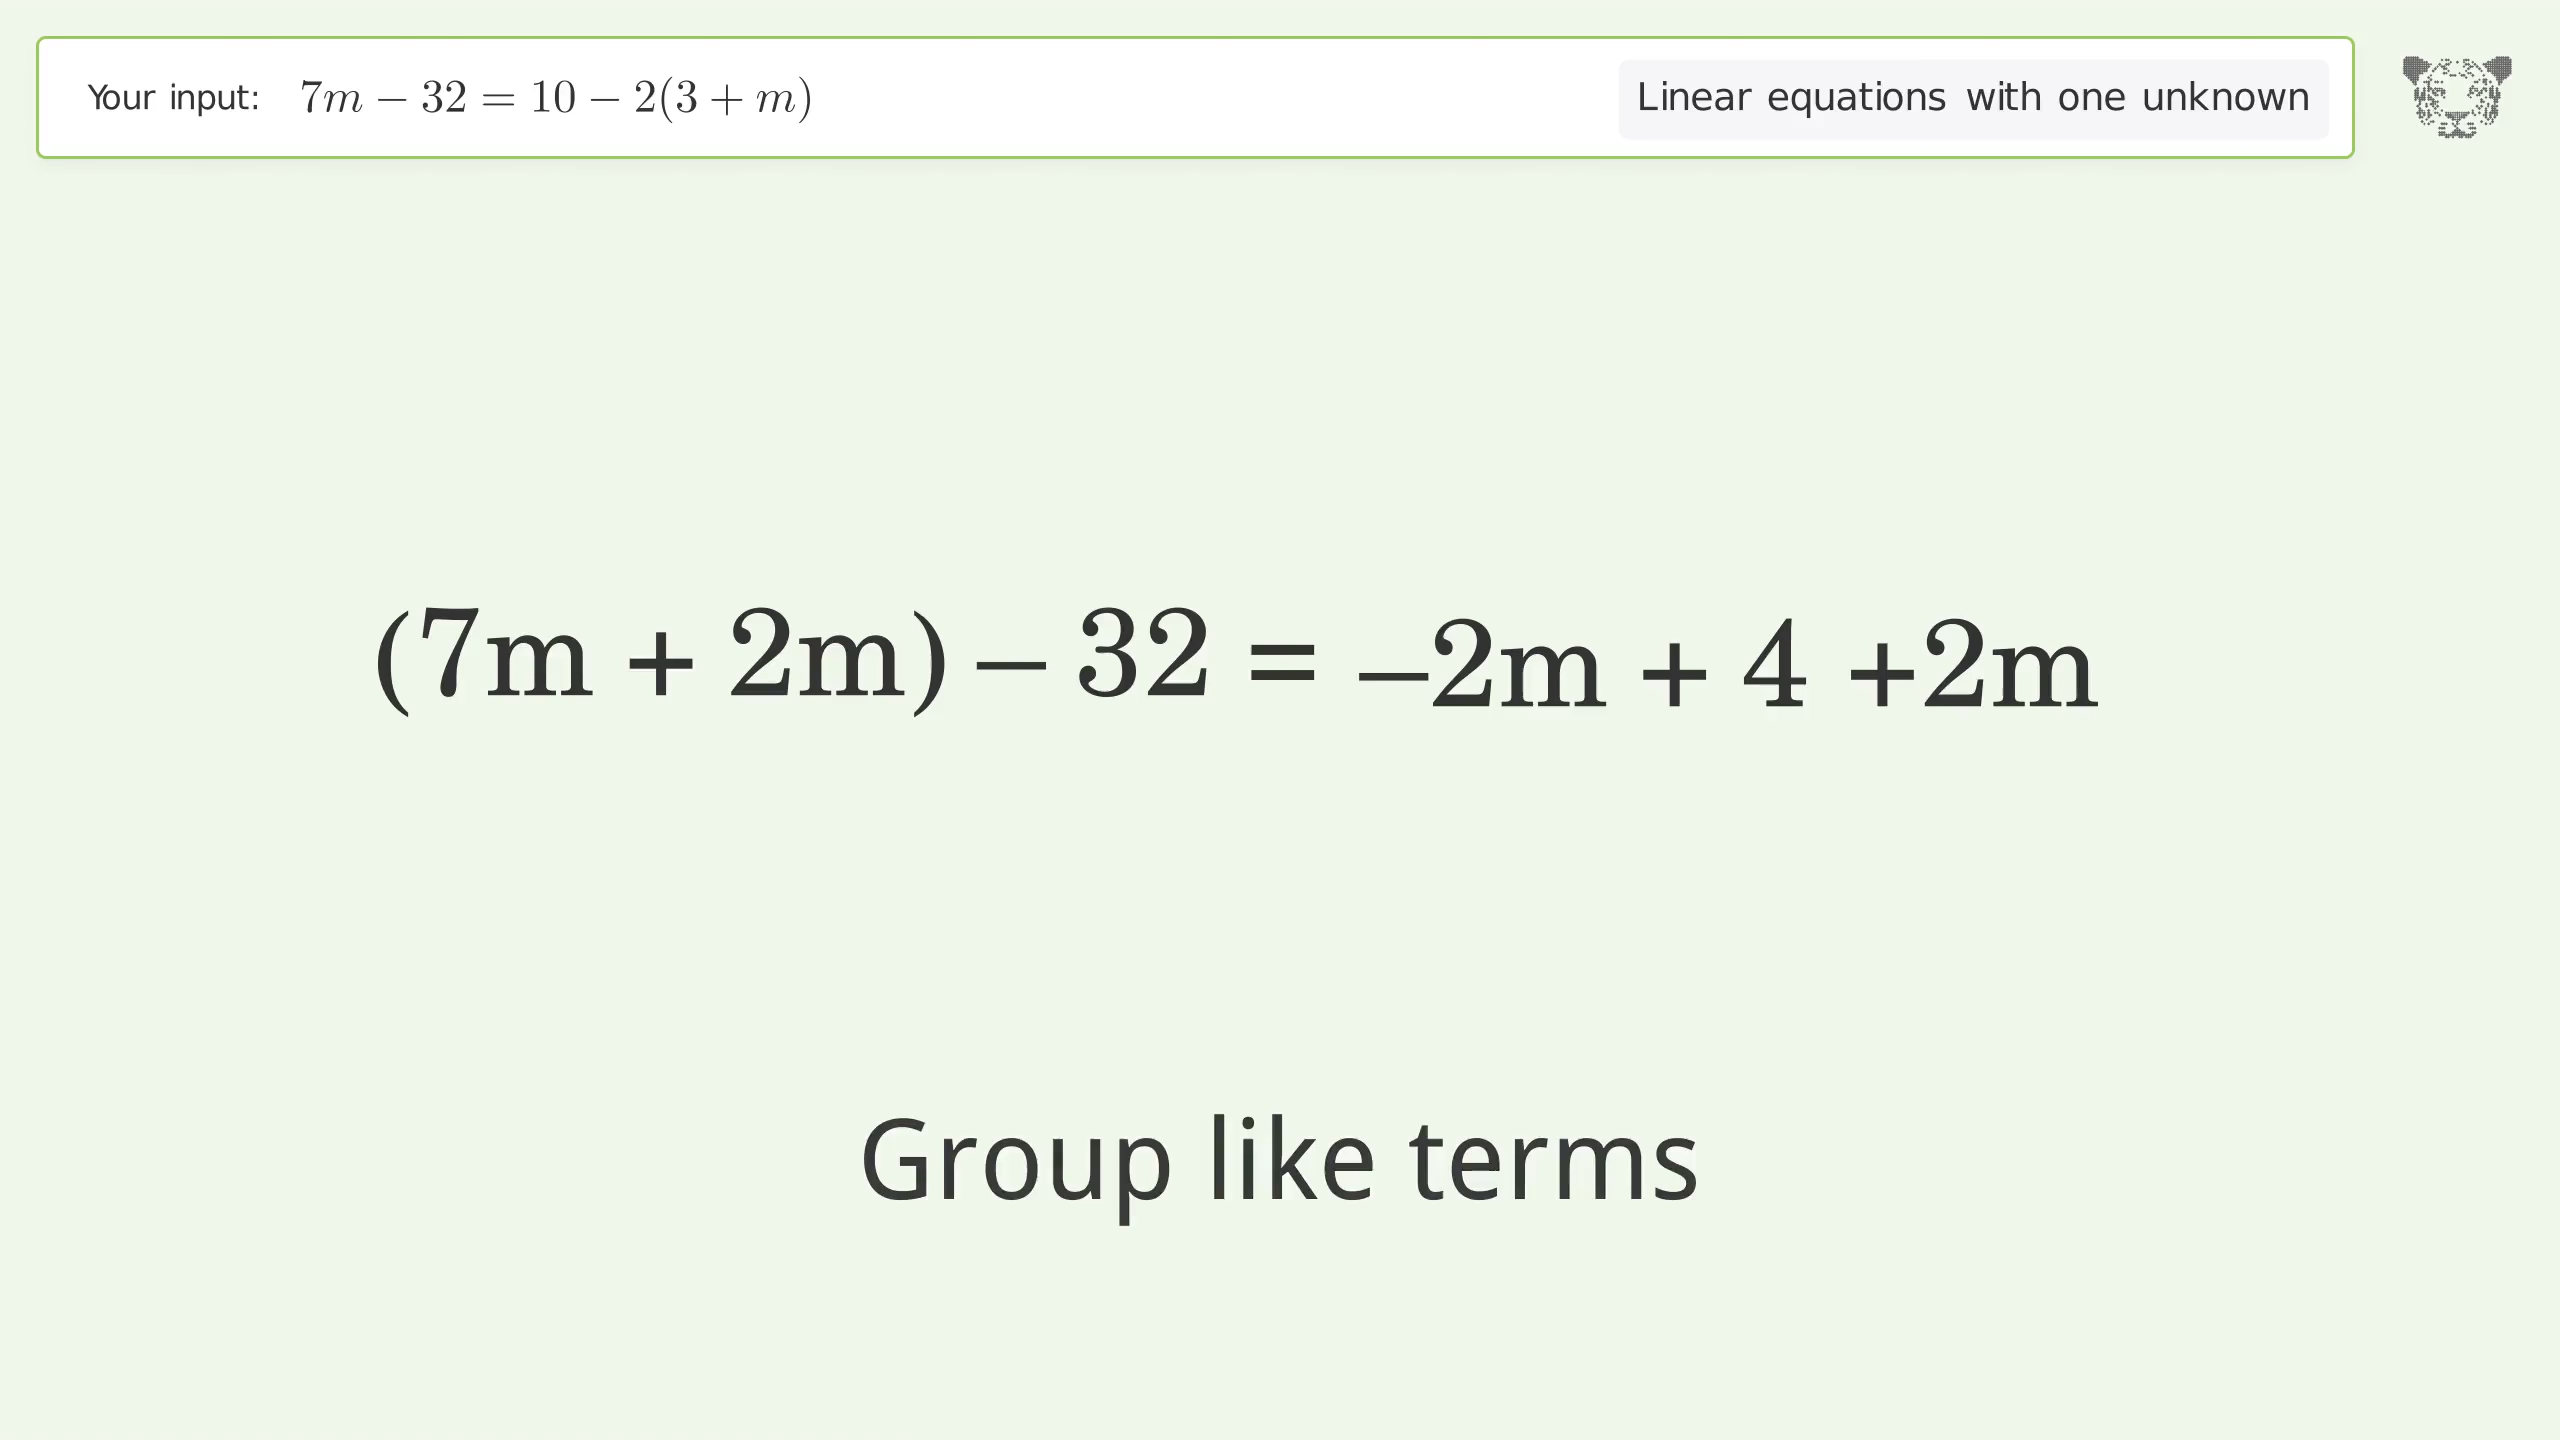 Your input: 7m − 32 = 10 − 2(3 + m)
Linear equations with one unknown
(7m + 2m) − 32 = −2m + 4 +2m
Group like terms